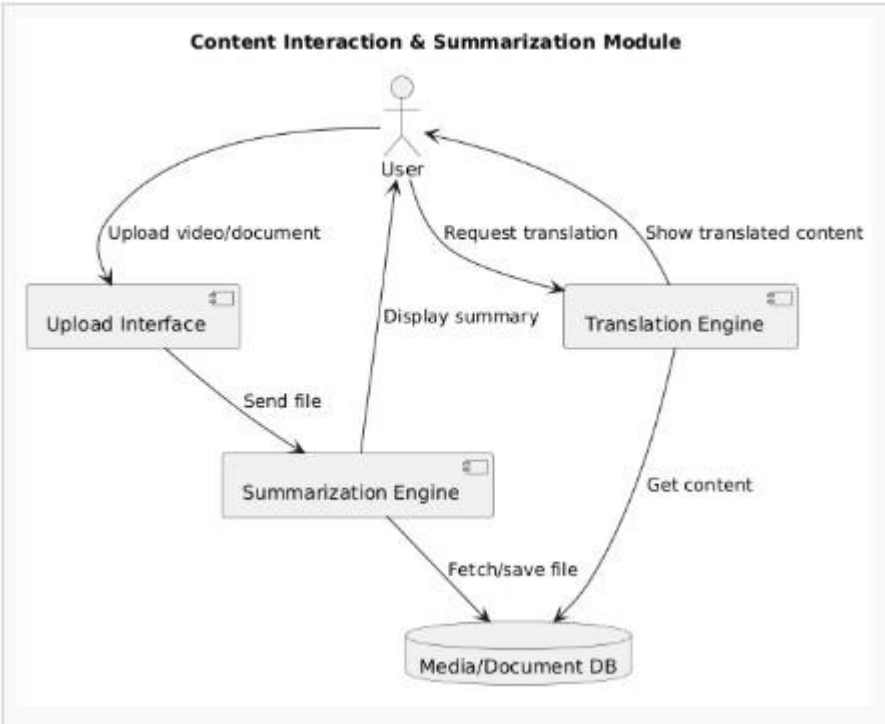 Content Interaction & Summarization Module
User
Upload video/document
Request translation
Show translated content
Upload Interface
Display summary
Translation Engine
Send file
Summarization Engine
Get content
Fetch/save file
Media/Document DB